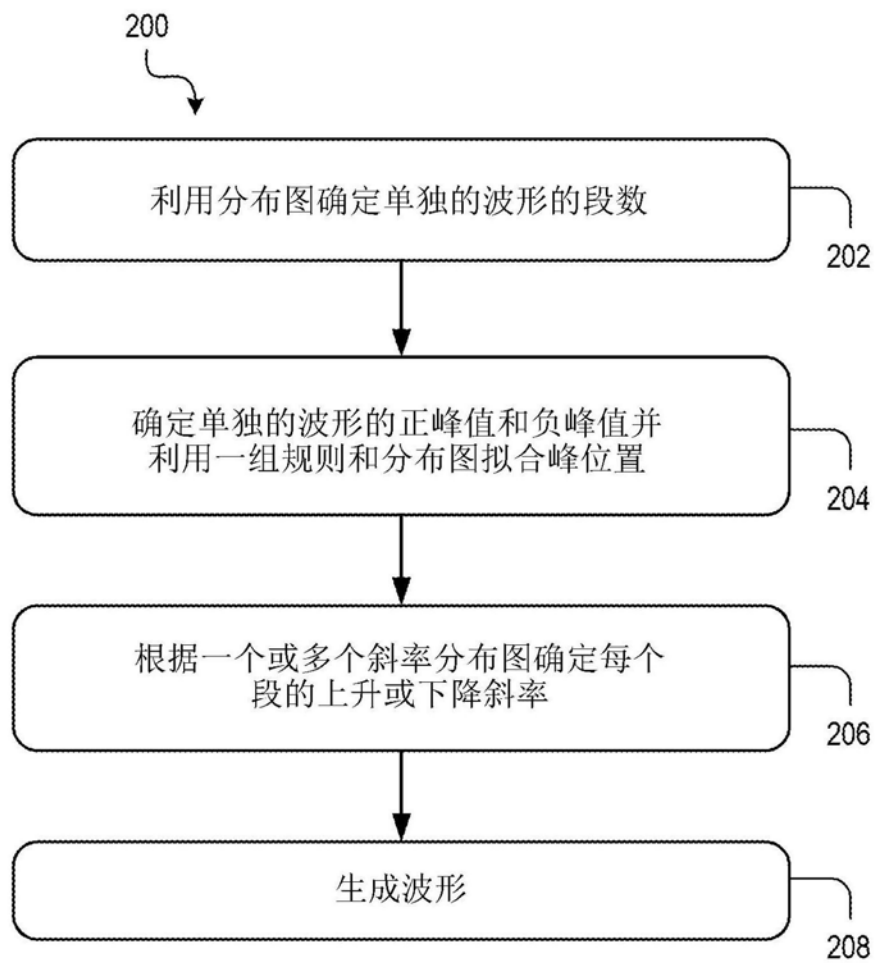 200
利用分布图确定单独的波形的段数
202
确定单独的波形的正峰值和负峰值并
利用一组规则和分布图拟合峰位置
204
根据一个或多个斜率分布图确定每个
段的上升或下降斜率
206
生成波形
208